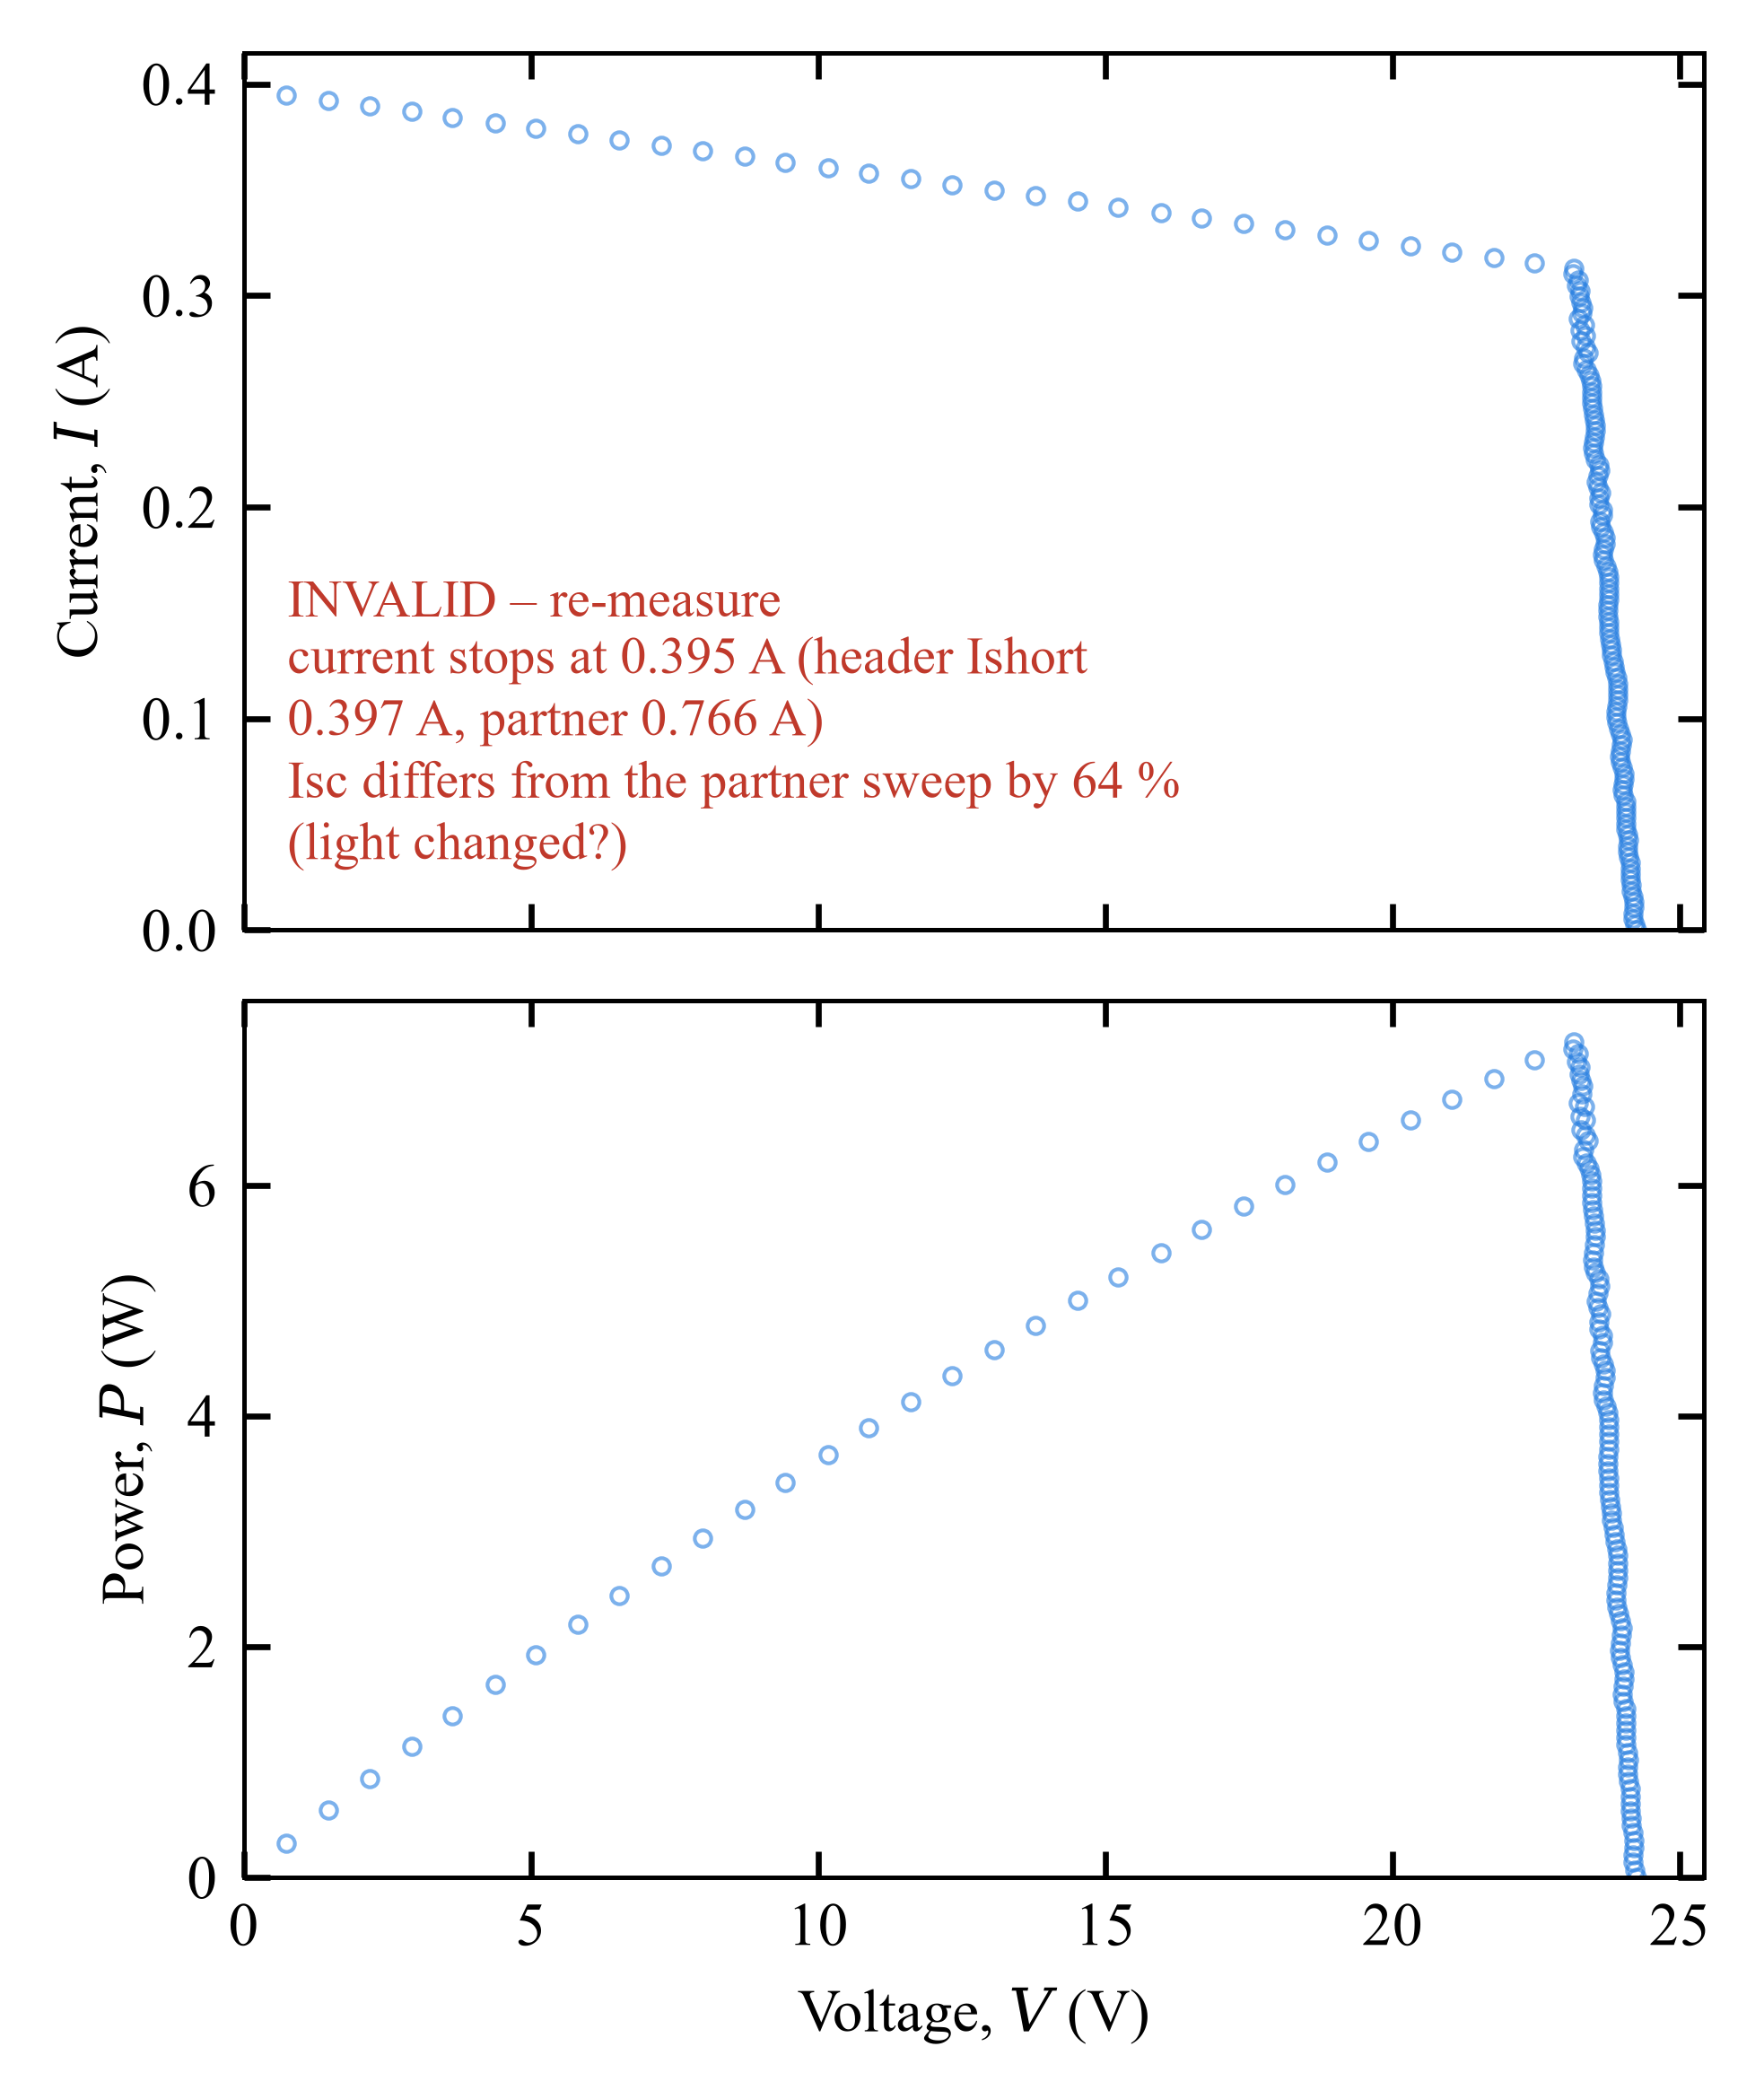 0.4
0.3
0.2
0.1
0.0
Current, I (A)
INVALID – re-measure
current stops at 0.395 A (header Ishort
0.397 A, partner 0.766 A)
Isc differs from the partner sweep by 64 %
(light changed?)
6
4
2
0
Power, P (W)
0 5 10 15 20 25
Voltage, V (V)